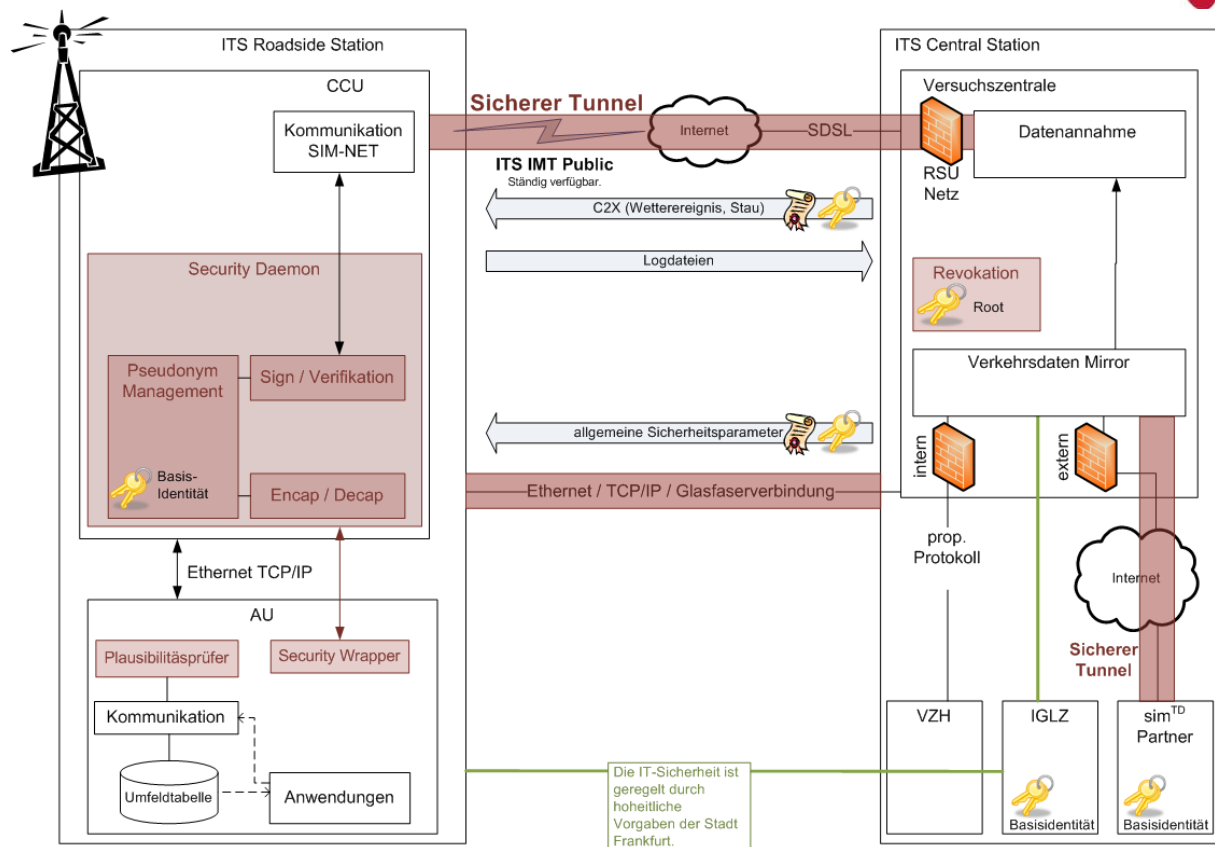 ITS Roadside Station
CCU
Kommunikation
SIM-NET
Security Daemon
Pseudonym
Management
Sign / Verifikation
Basis-
Identität
Encap / Decap
Ethernet TCP/IP
AU
Plausibilitäsprüfer
Security Wrapper
Kommunikation
Umfeldtabelle
Anwendungen
Sicherer Tunnel
Internet
SDSL
ITS IMT Public
Ständig verfügbar.
C2X (Wetterereignis, Stau)
Logdateien
allgemeine Sicherheitsparameter
Ethernet / TCP/IP / Glasfaserverbindung
Die IT-Sicherheit ist
geregelt durch
hoheitliche
Vorgaben der Stadt
Frankfurt.
ITS Central Station
Versuchszentrale
Datenannahme
RSU
Netz
Revokation
Root
Verkehrsdaten Mirror
intern
extern
prop.
Protokoll
Internet
Sicherer
Tunnel
VZH
IGLZ
Basisidentität
simTD
Partner
Basisidentität